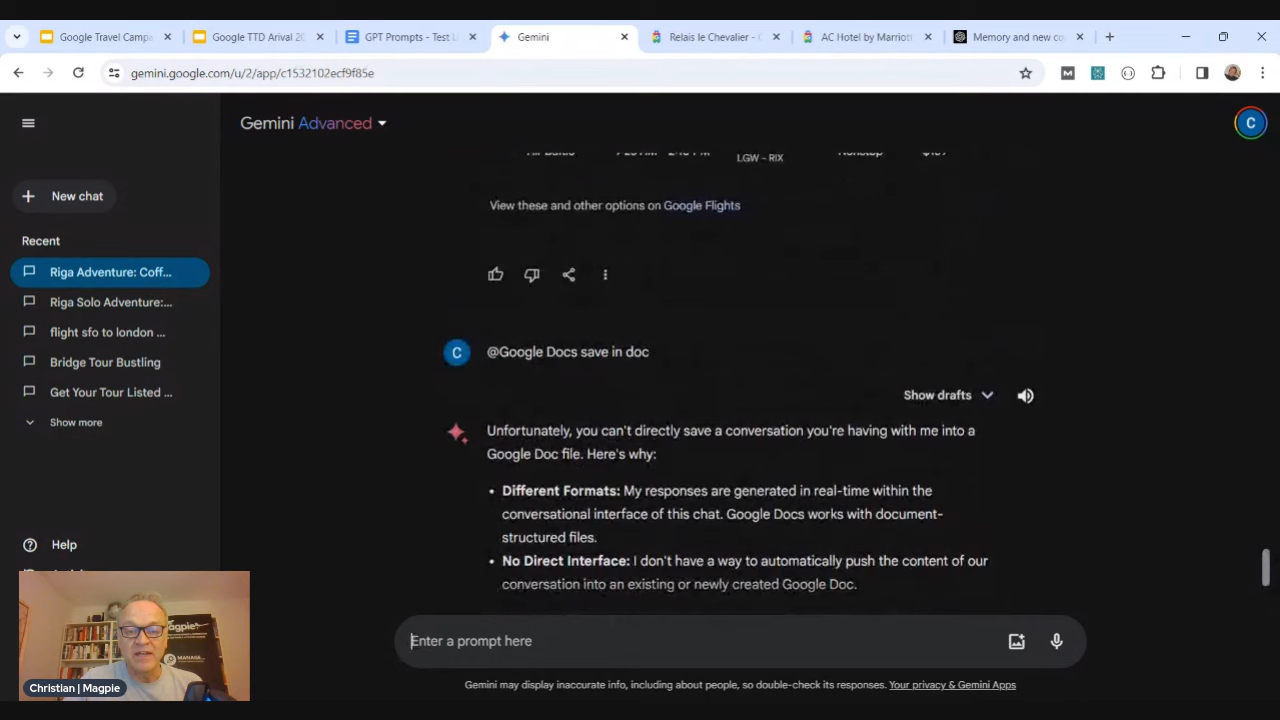 Google Travel Campa
Google TTD Arival 20
GPT Prompts - Test L
Gemini
Relais le Chevalier -
AC Hotel by Marriott
Memory and new co
gemini.google.com/u/2/app/c1532102ecf9f85e
Gemini Advanced
C
New chat
Recent
Riga Adventure: Coff...
Riga Solo Adventure:...
flight sfo to london ...
Bridge Tour Bustling
Get Your Tour Listed ...
Show more
Help
LGW – RIX
Nonstop
View these and other options on Google Flights
C
@Google Docs save in doc
Show drafts
Unfortunately, you can't directly save a conversation you're having with me into a
Google Doc file. Here's why:
• Different Formats: My responses are generated in real-time within the
conversational interface of this chat. Google Docs works with document-
structured files.
• No Direct Interface: I don't have a way to automatically push the content of our
conversation into an existing or newly created Google Doc.
Enter a prompt here
Gemini may display inaccurate info, including about people, so double-check its responses. Your privacy & Gemini Apps
Christian | Magpie